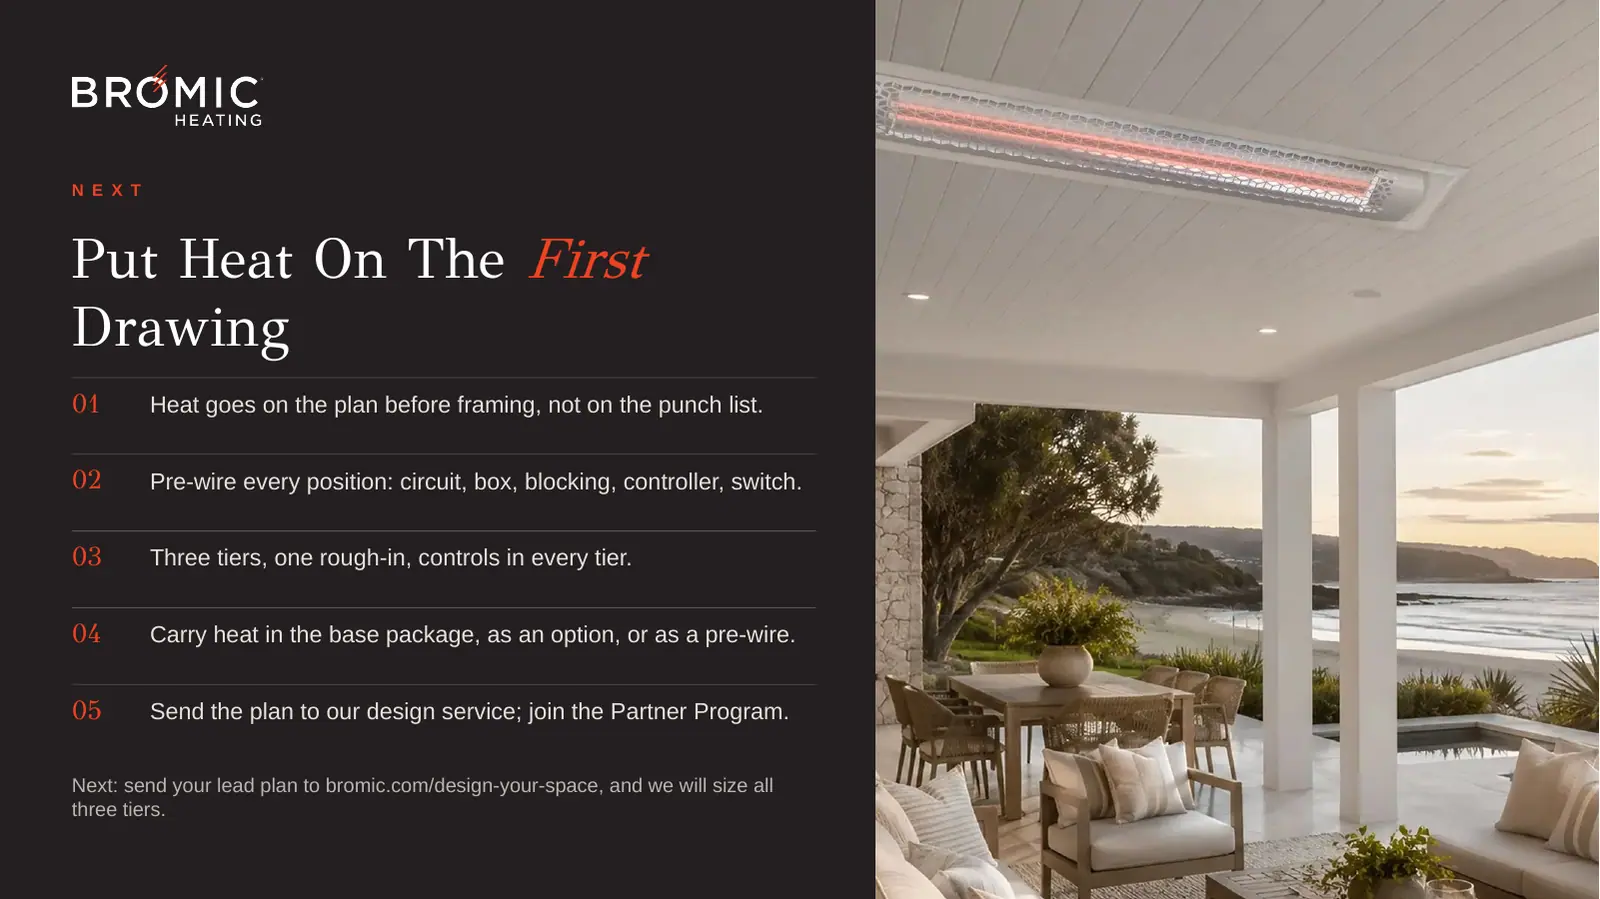 BROMIC
HEATING
NEXT
Put Heat On The First
Drawing
01 Heat goes on the plan before framing, not on the punch list.
02 Pre-wire every position: circuit, box, blocking, controller, switch.
03 Three tiers, one rough-in, controls in every tier.
04 Carry heat in the base package, as an option, or as a pre-wire.
05 Send the plan to our design service; join the Partner Program.
Next: send your lead plan to bromic.com/design-your-space, and we will size all
three tiers.